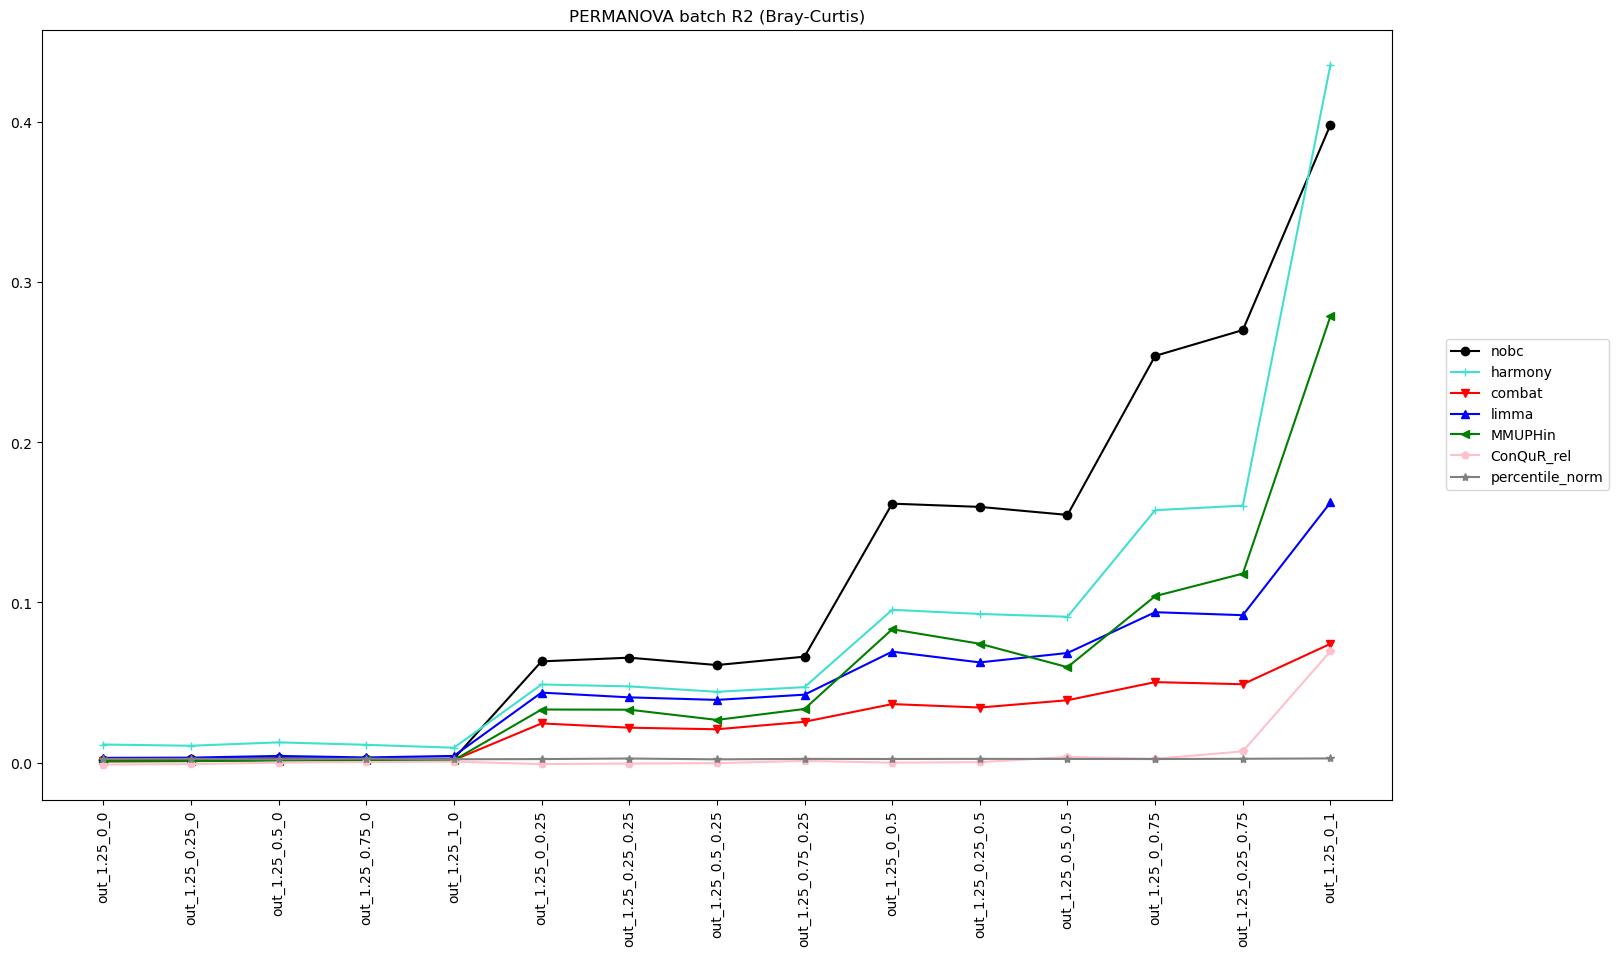 PERMANOVA batch R2 (Bray-Curtis)
0.4
0.3
0.2
0.1
0.0
out_1.25_0_0
out_1.25_0.25_0
out_1.25_0.5_0
out_1.25_0.75_0
out_1.25_1_0
out_1.25_0_0.25
out_1.25_0.25_0.25
out_1.25_0.5_0.25
out_1.25_0.75_0.25
out_1.25_0_0.5
out_1.25_0.25_0.5
out_1.25_0.5_0.5
out_1.25_0_0.75
out_1.25_0.25_0.75
out_1.25_0_1
nobc
harmony
combat
limma
MMUPHin
ConQuR_rel
percentile_norm